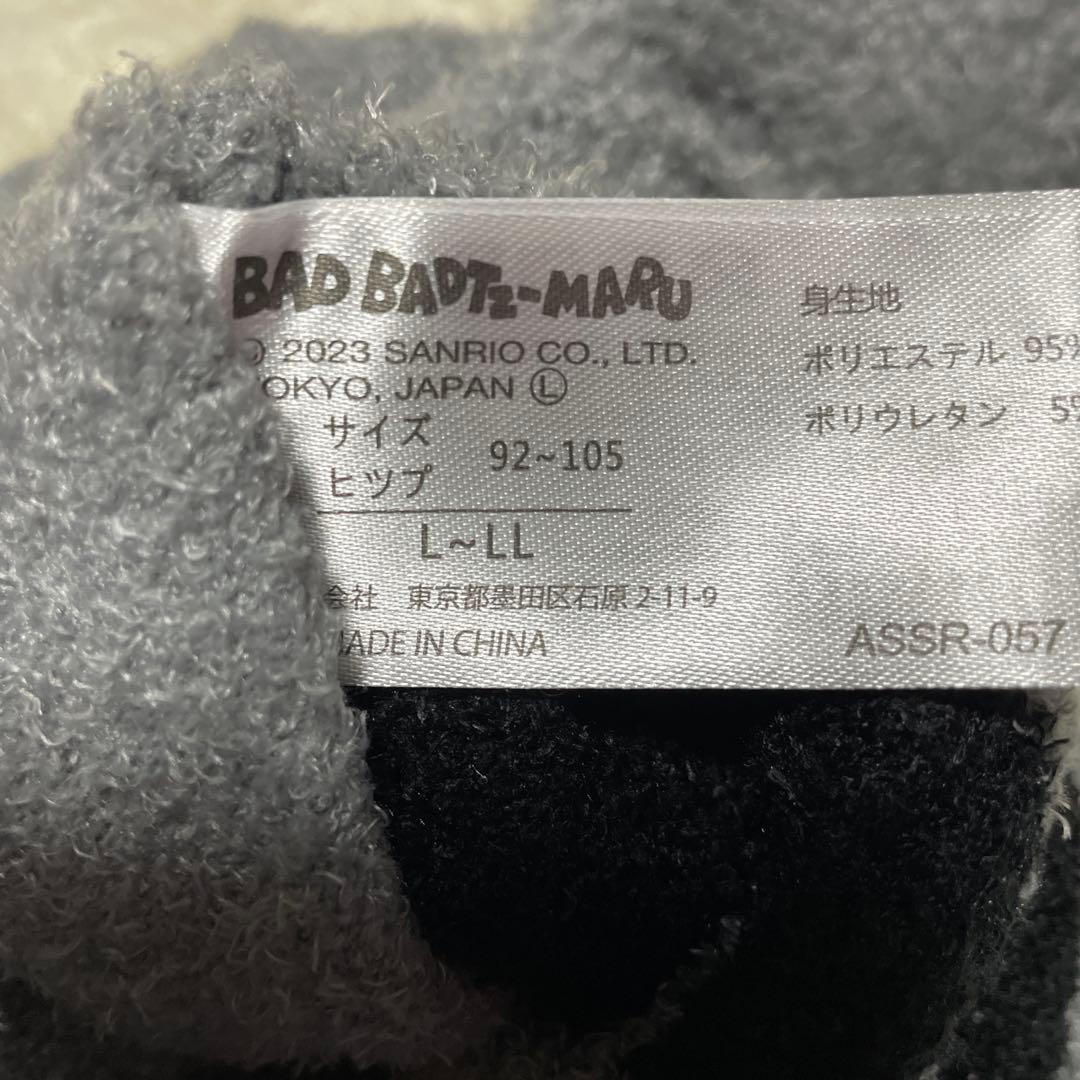 BAD BADTZ-MARU
2023 SANRIO CO., LTD.
TOKYO, JAPAN Ⓛ
サイズ
ヒップ 92~105
L~LL
会社 東京都墨田区石原2-11-9
MADE IN CHINA
身生地
ポリエステル 95%
ポリウレタン 5%
ASSR-057